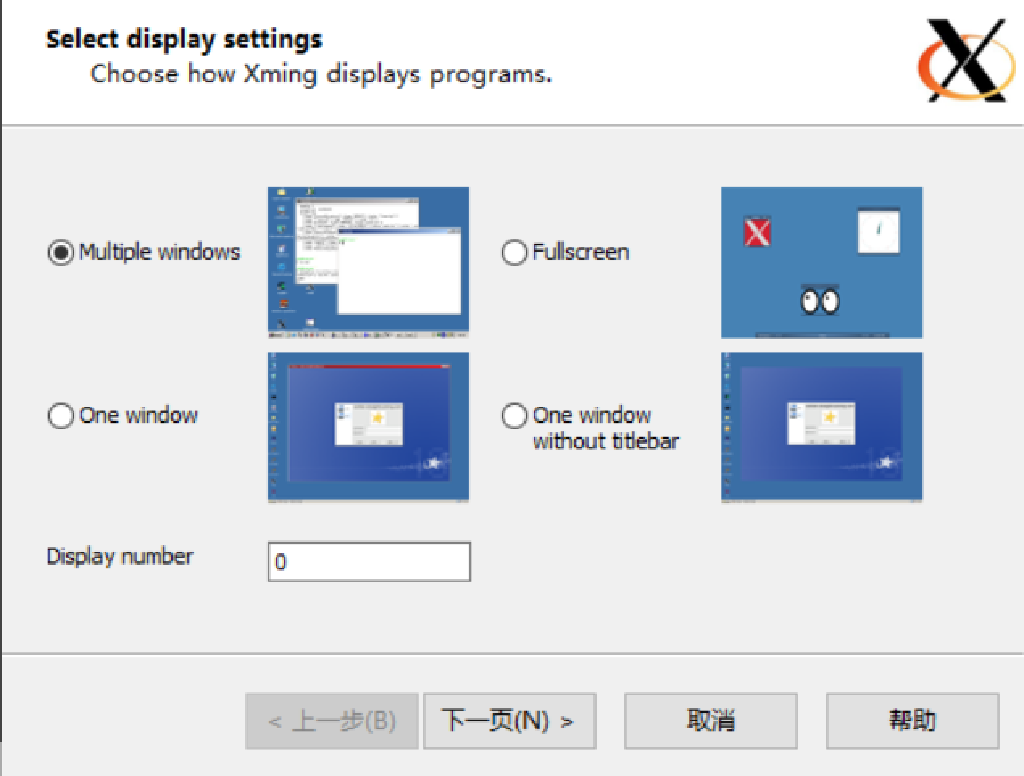 Select display settings
Choose how Xming displays programs.
Multiple windows
Fullscreen
One window
One window
without titlebar
Display number
0
< 上一步(B)
下一页(N) >
取消
帮助